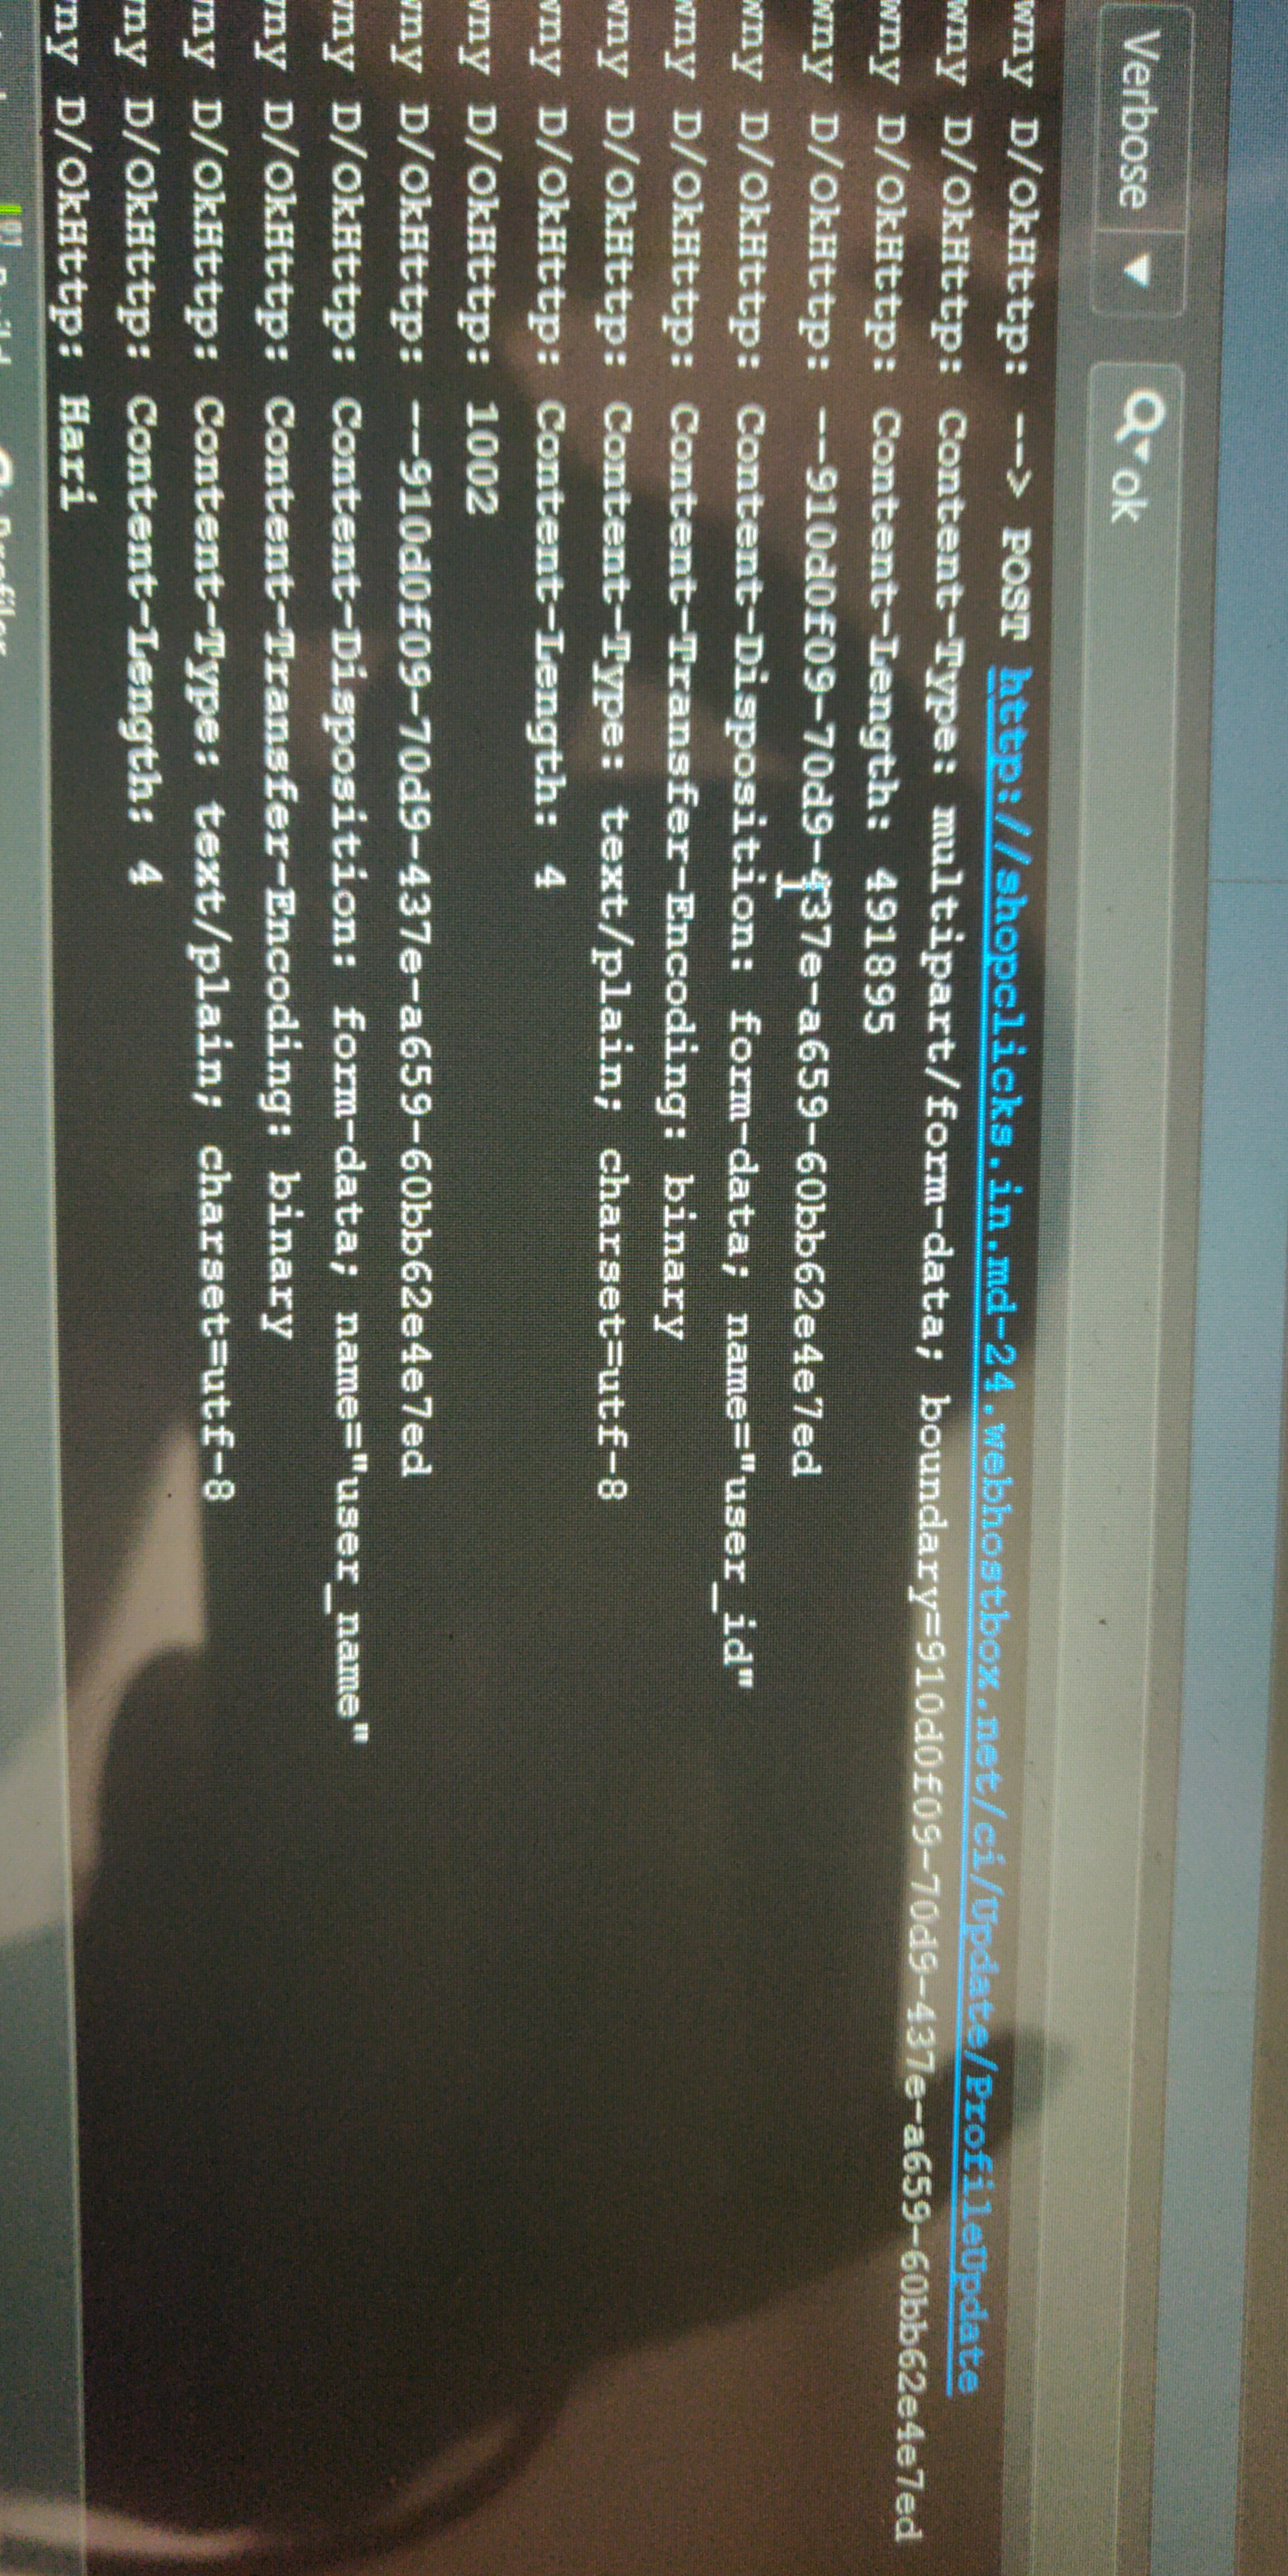 Verbose ok
wny D/OkHttp: --> POST http://shopclicks.in.md-24.webhostbox.net/ci/Update/ProfileUpdate
wny D/OkHttp: Content-Type: multipart/form-data; boundary=910d0f09-70d9-437e-a659-60bb62e4e7ed
wny D/OkHttp: Content-Length: 491895
wny D/OkHttp: --910d0f09-70d9-437e-a659-60bb62e4e7ed
wny D/OkHttp: Content-Disposition: form-data; name="user_id"
wny D/OkHttp: Content-Transfer-Encoding: binary
wny D/OkHttp: Content-Type: text/plain; charset=utf-8
wny D/OkHttp: Content-Length: 4
wny D/OkHttp: 1002
wny D/OkHttp: --910d0f09-70d9-437e-a659-60bb62e4e7ed
wny D/OkHttp: Content-Disposition: form-data; name="user_name"
wny D/OkHttp: Content-Transfer-Encoding: binary
wny D/OkHttp: Content-Type: text/plain; charset=utf-8
wny D/OkHttp: Content-Length: 4
wny D/OkHttp: Hari